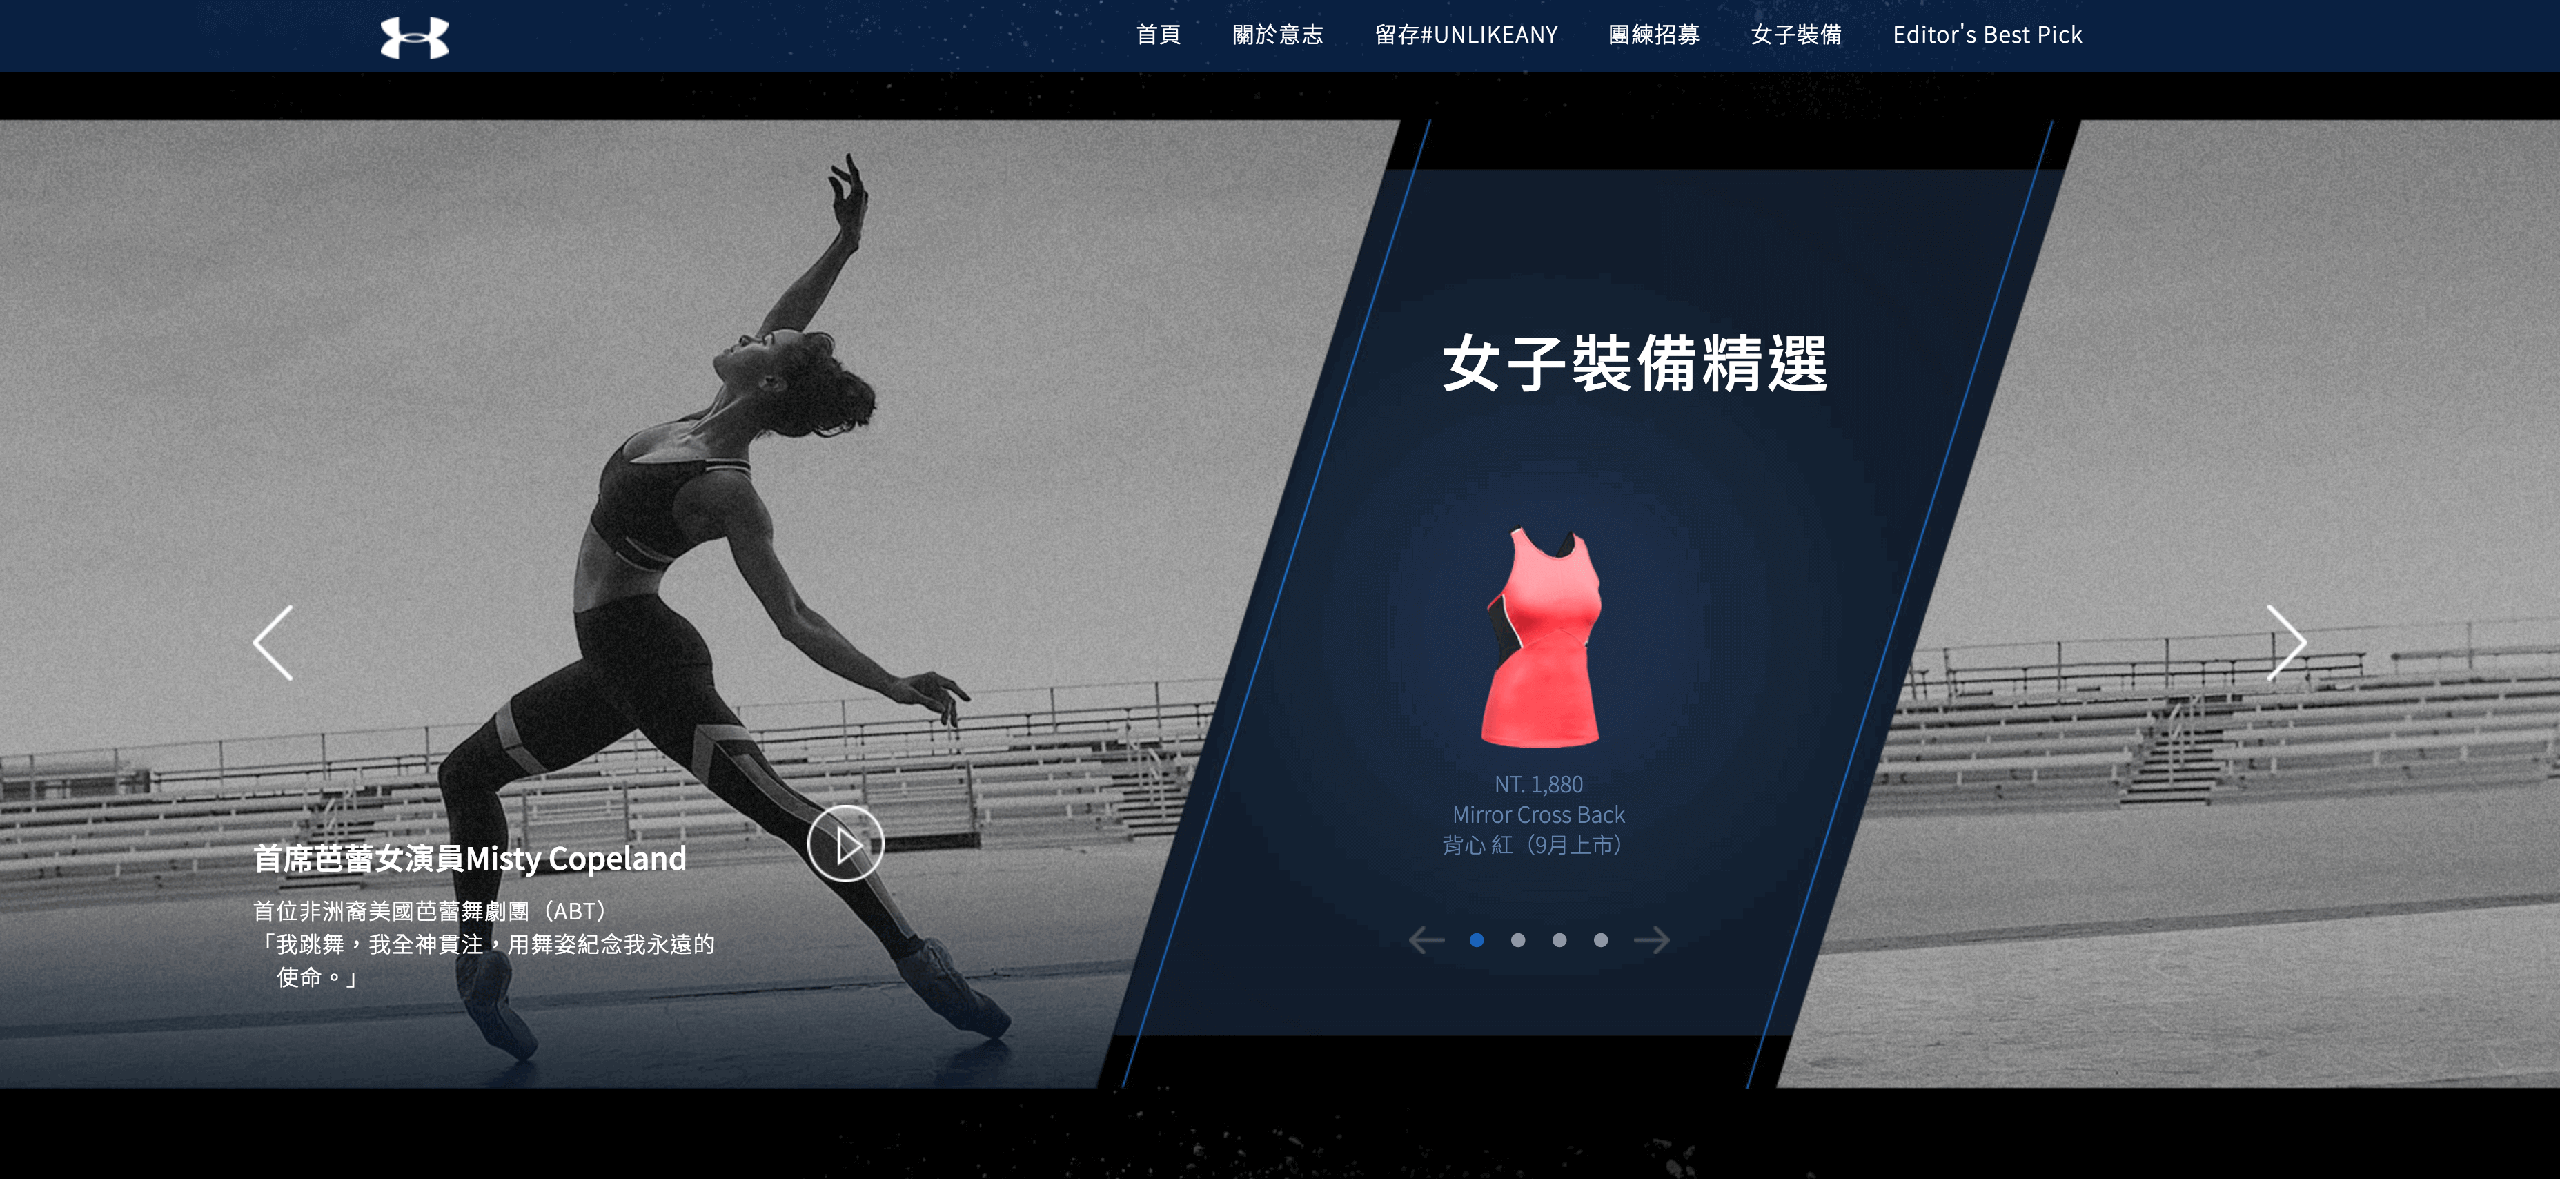 首頁
關於意志
留存#UNLIKEANY
團練招募
女子裝備
Editor's Best Pick
女子裝備精選
NT. 1,880
Mirror Cross Back
背心 紅（9月上市）
首席芭蕾女演員Misty Copeland
首位非洲裔美國芭蕾舞劇團（ABT）
「我跳舞，我全神貫注，用舞姿紀念我永遠的
使命。」